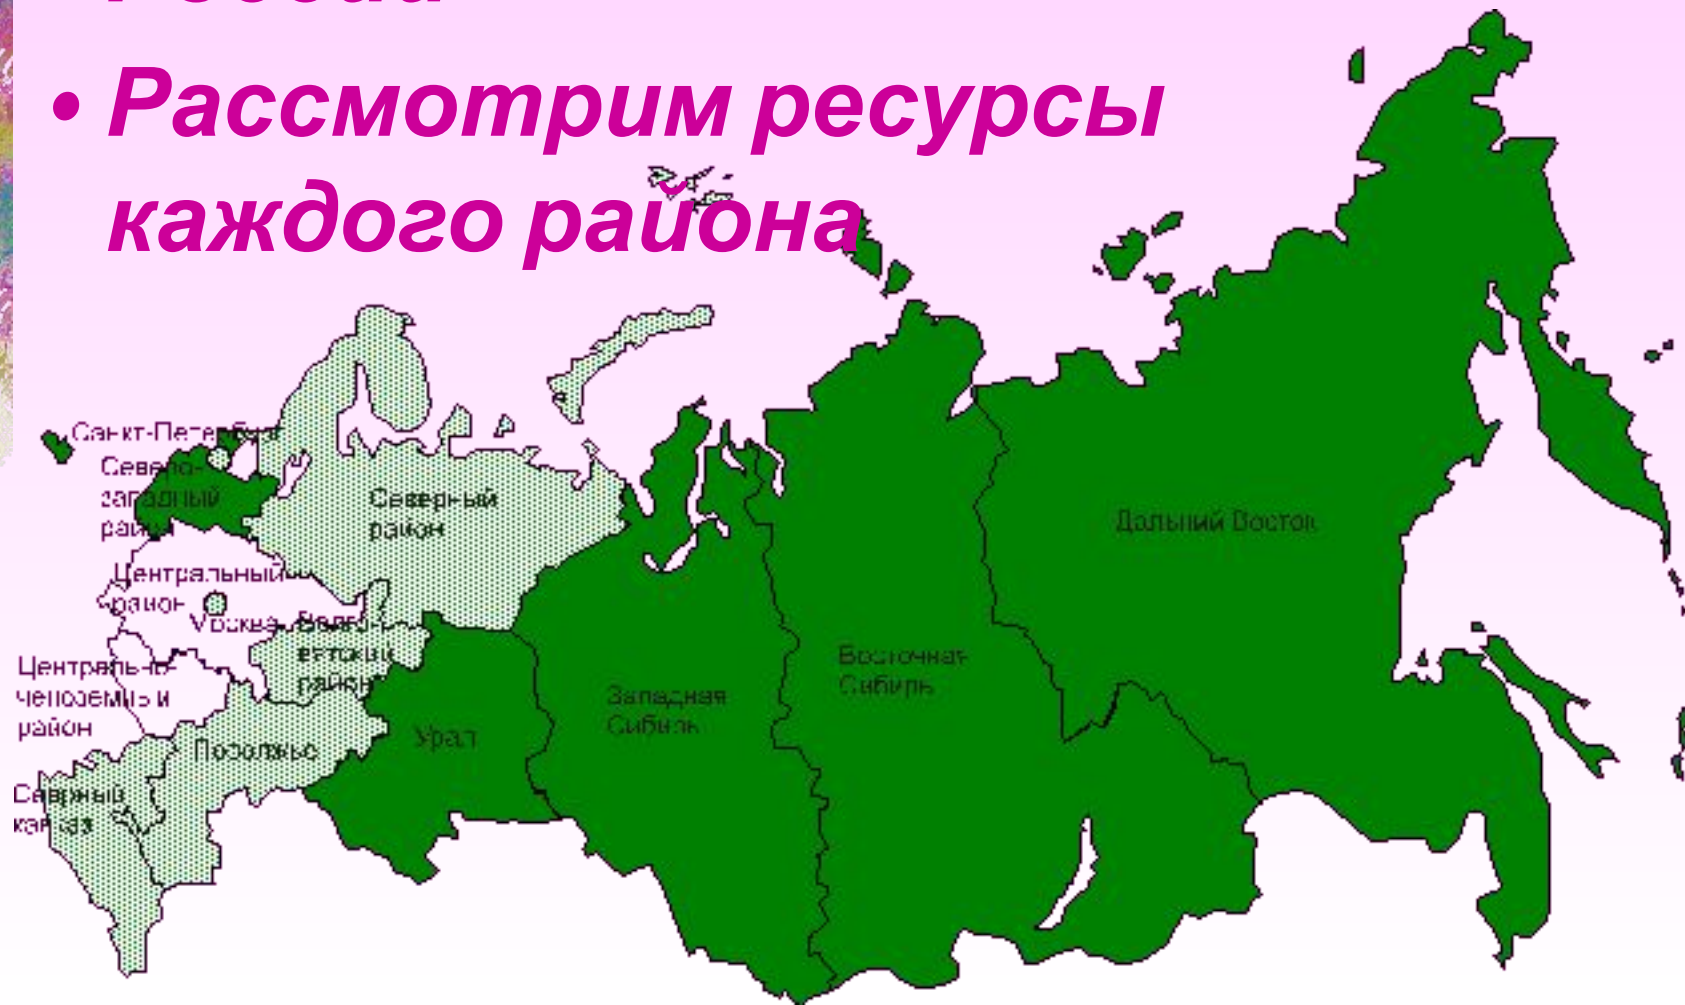 • Рассмотрим ресурсы
каждого района
Санкт-Петербург
Северо-
западный
район
Северный
район
Дальний Восток
Центральный
район
Москва
Волго-
вятский
район
Центрально-
черноземный
район
Восточная
Сибирь
Западная
Сибирь
Урал
Поволжье
Северный
кавказ